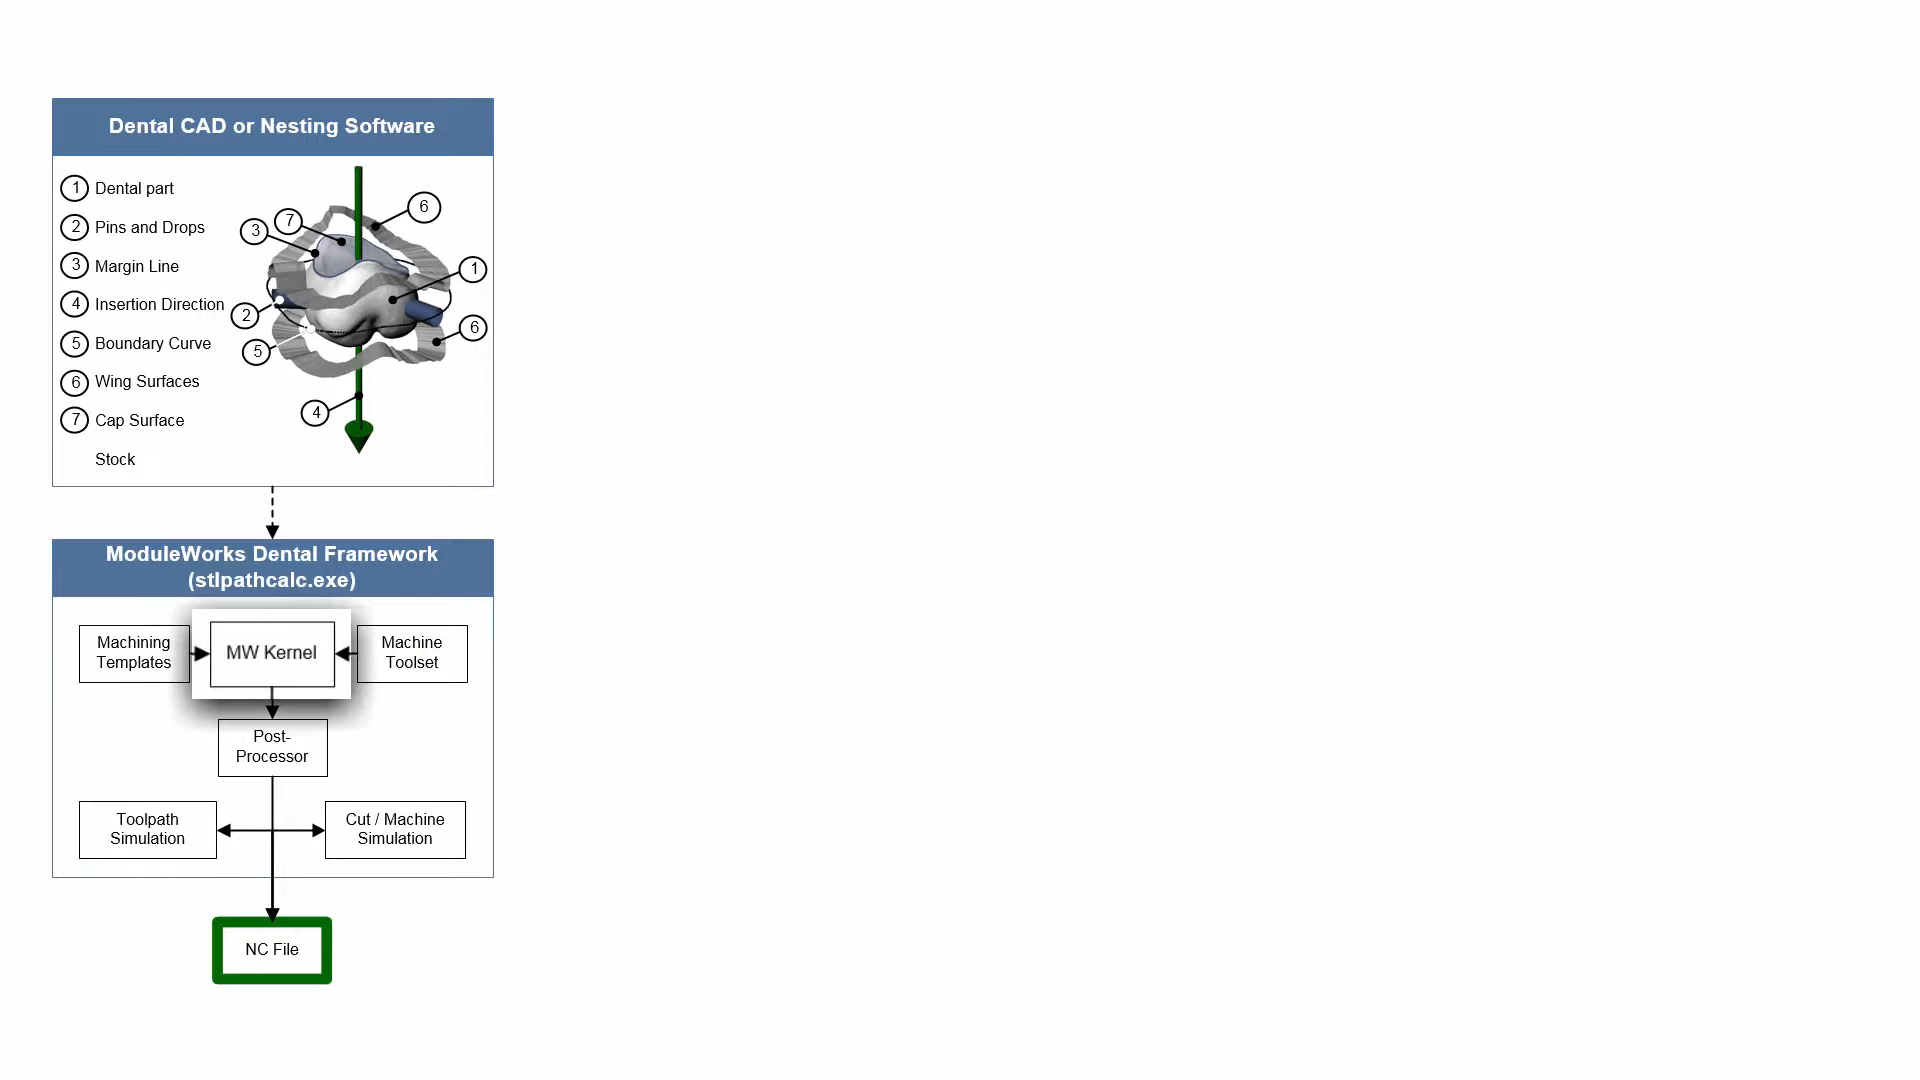 Dental CAD or Nesting Software
1 Dental part
2 Pins and Drops
3 Margin Line
4 Insertion Direction
5 Boundary Curve
6 Wing Surfaces
7 Cap Surface
Stock
6
7
3
1
2
6
5
4
ModuleWorks Dental Framework
(stlpathcalc.exe)
Machining
Templates
MW Kernel
Machine
Toolset
Post-
Processor
Toolpath
Simulation
Cut / Machine
Simulation
NC File